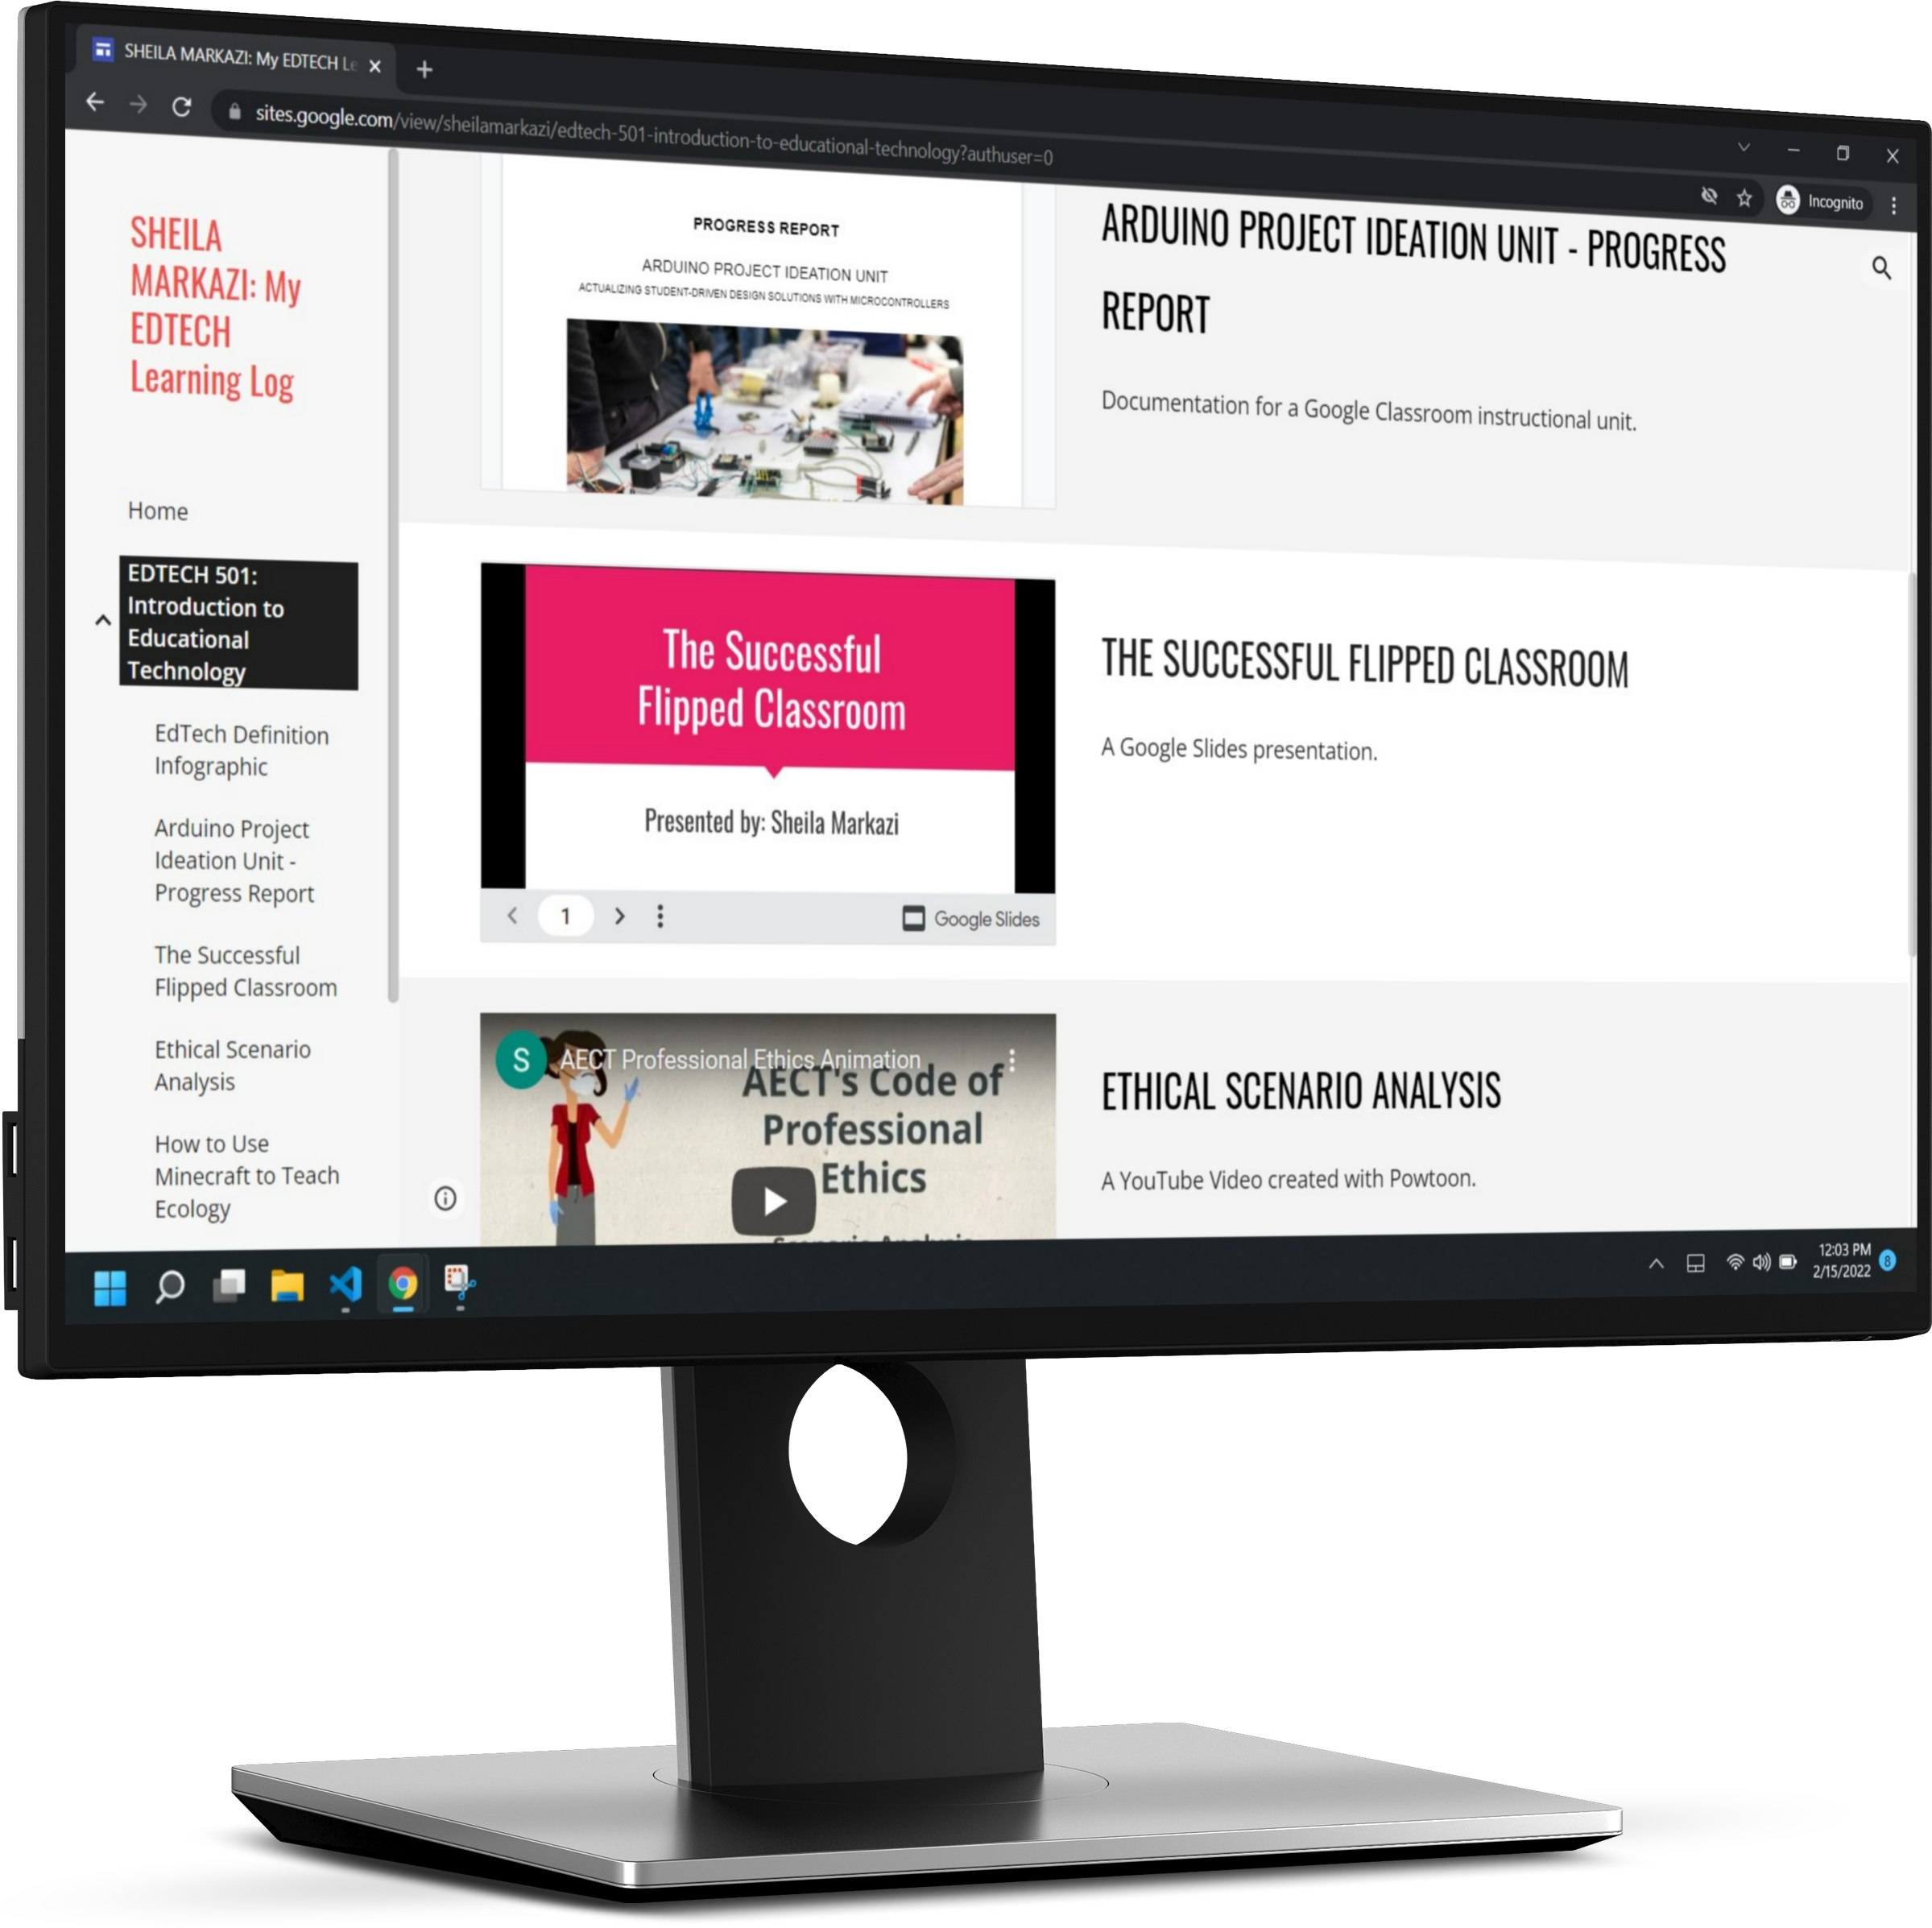 SHEILA MARKAZI: My EDTECH Le
sites.google.com/view/sheilamarkazi/edtech-501-introduction-to-educational-technology?authuser=0
Incognito
SHEILA
MARKAZI: My
EDTECH
Learning Log
Home
EDTECH 501:
Introduction to
Educational
Technology
EdTech Definition
Infographic
Arduino Project
Ideation Unit -
Progress Report
The Successful
Flipped Classroom
Ethical Scenario
Analysis
How to Use
Minecraft to Teach
Ecology
PROGRESS REPORT
ARDUINO PROJECT IDEATION UNIT
ACTUALIZING STUDENT-DRIVEN DESIGN SOLUTIONS WITH MICROCONTROLLERS
ARDUINO PROJECT IDEATION UNIT - PROGRESS
REPORT
Documentation for a Google Classroom instructional unit.
The Successful
Flipped Classroom
Presented by: Sheila Markazi
1
Google Slides
THE SUCCESSFUL FLIPPED CLASSROOM
A Google Slides presentation.
S
AECT Professional Ethics Animation
AECT's Code of
Professional
Ethics
ETHICAL SCENARIO ANALYSIS
A YouTube Video created with Powtoon.
12:03 PM
2/15/2022
8